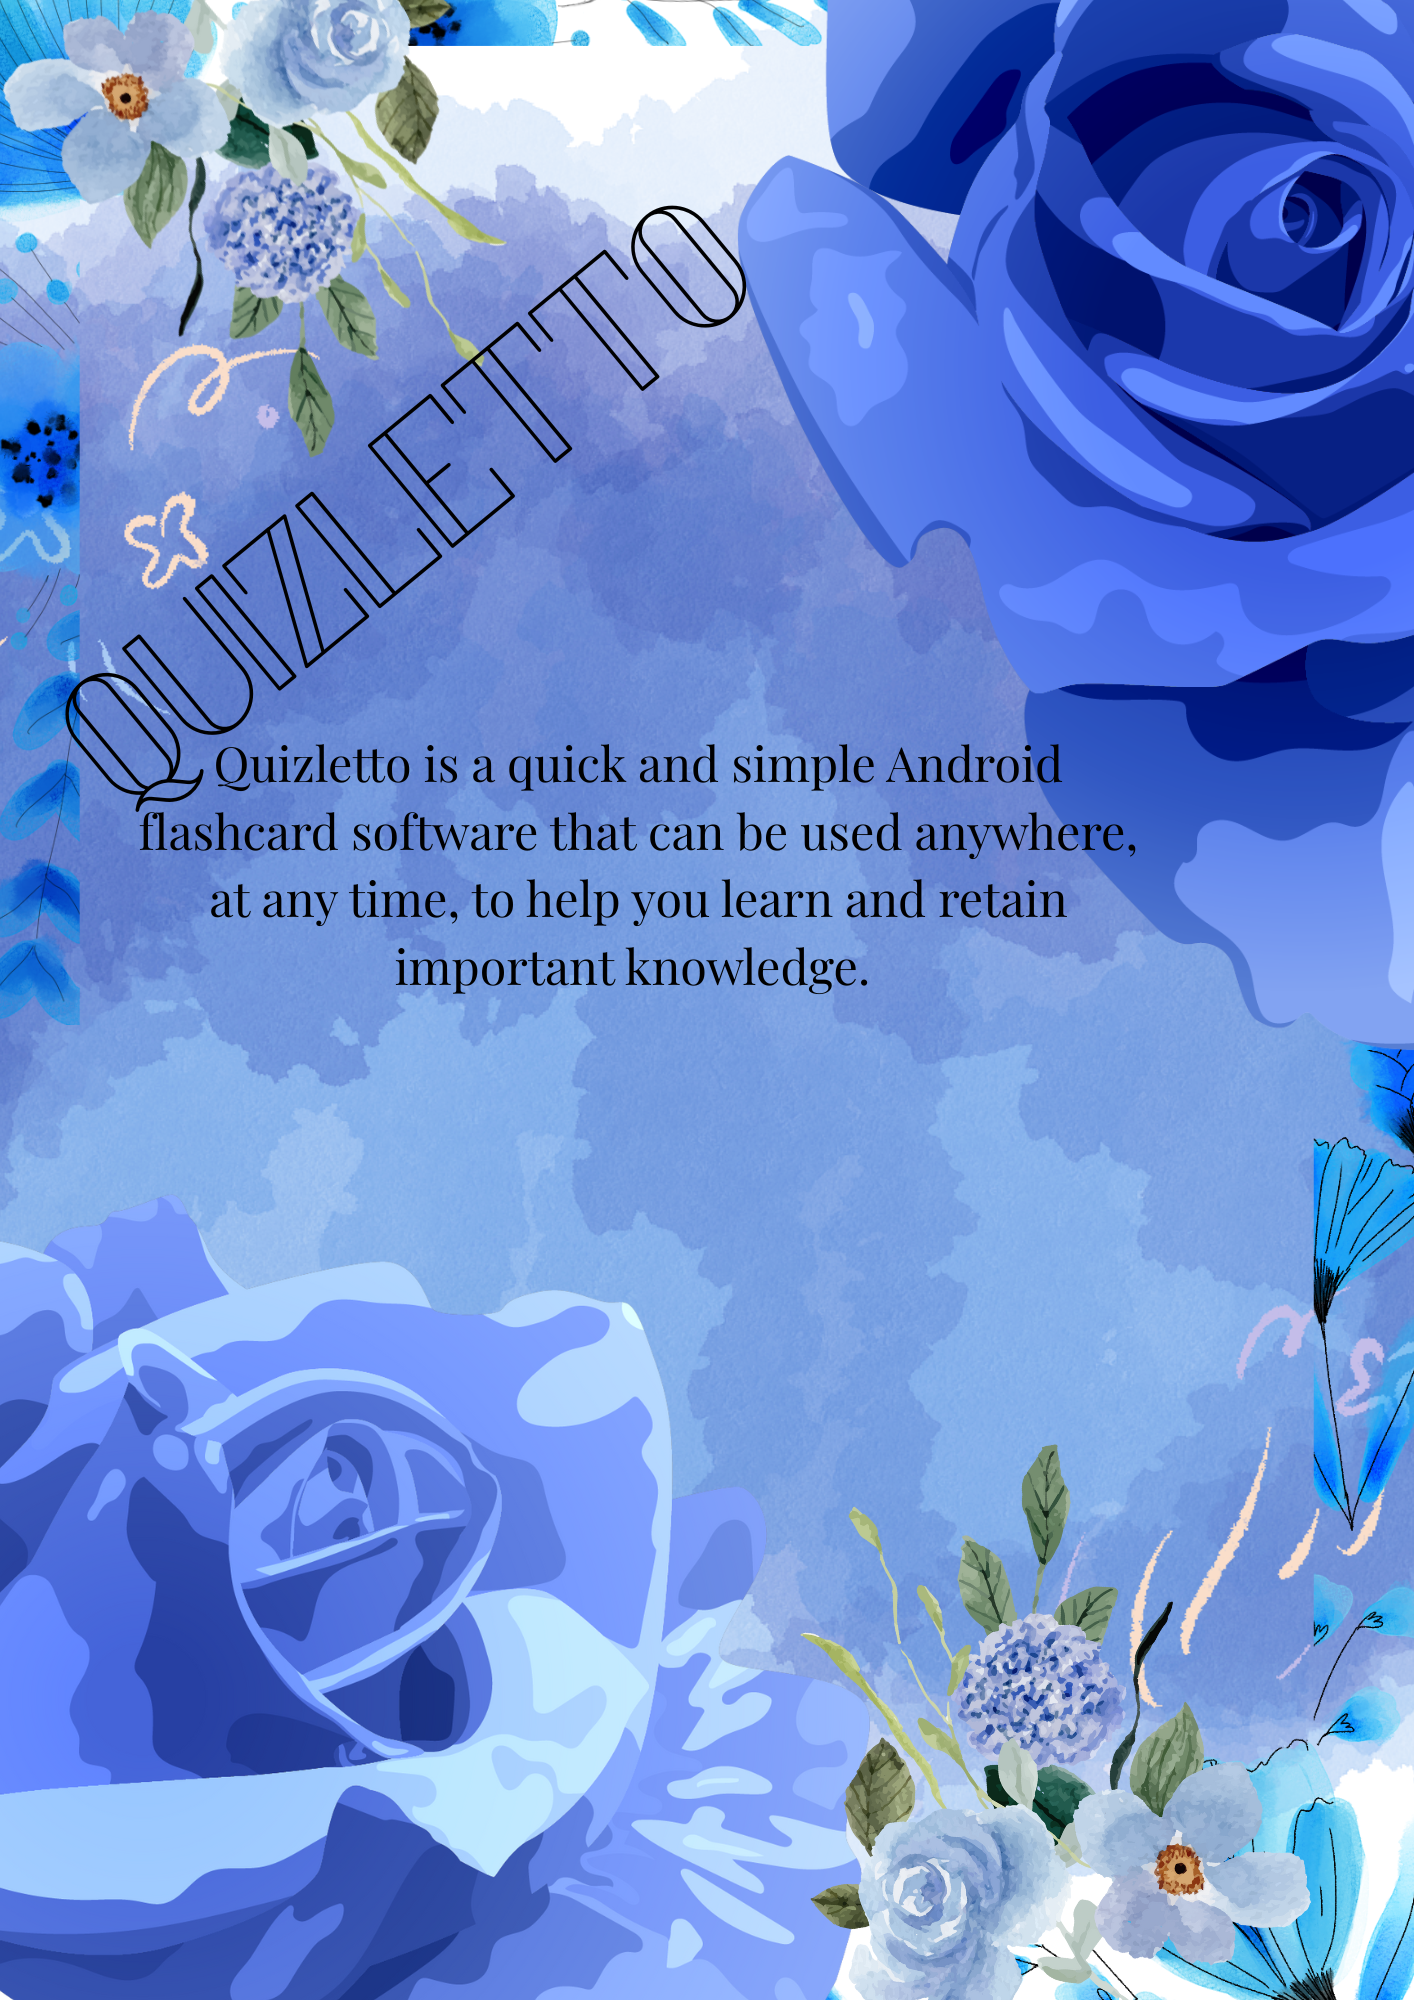 QUIZLETTO
Quizletto is a quick and simple Android
flashcard software that can be used anywhere,
at any time, to help you learn and retain
important knowledge.